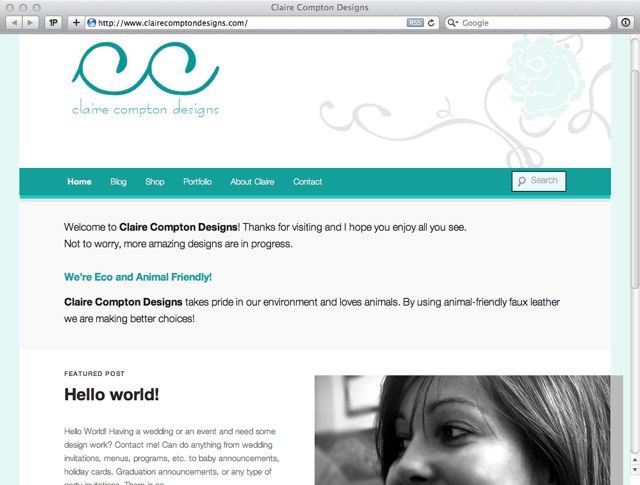 Claire Compton Designs
1P
+
http://www.clairecomptondesigns.com/
RSS
Google
cc
claire compton designs
Home Blog Shop Portfolio About Claire Contact Search
Welcome to Claire Compton Designs! Thanks for visiting and I hope you enjoy all you see.
Not to worry, more amazing designs are in progress.
We're Eco and Animal Friendly!
Claire Compton Designs takes pride in our environment and loves animals. By using animal-friendly faux leather
we are making better choices!
FEATURED POST
Hello world!
Hello World! Having a wedding or an event and need some
design work? Contact me! Can do anything from wedding
invitations, menus, programs, etc. to baby announcements,
holiday cards, Graduation announcements, or any type of